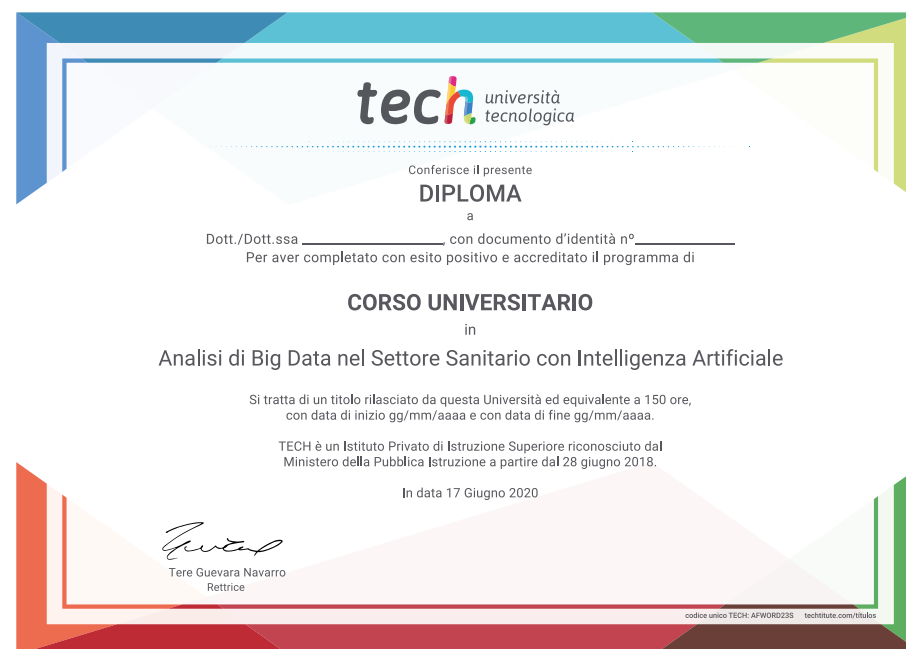 tech università
tecnologica
Conferisce il presente
DIPLOMA
a
Dott./Dott.ssa ____________________, con documento d'identità nº______________
Per aver completato con esito positivo e accreditato il programma di
CORSO UNIVERSITARIO
in
Analisi di Big Data nel Settore Sanitario con Intelligenza Artificiale
Si tratta di un titolo rilasciato da questa Università ed equivalente a 150 ore,
con data di inizio gg/mm/aaaa e con data di fine gg/mm/aaaa.
TECH è un Istituto Privato di Istruzione Superiore riconosciuto dal
Ministero della Pubblica Istruzione a partire dal 28 giugno 2018.
In data 17 Giugno 2020
Tere Guevara Navarro
Rettrice
codice unico TECH: AFWORD23S techtitute.com/titulos